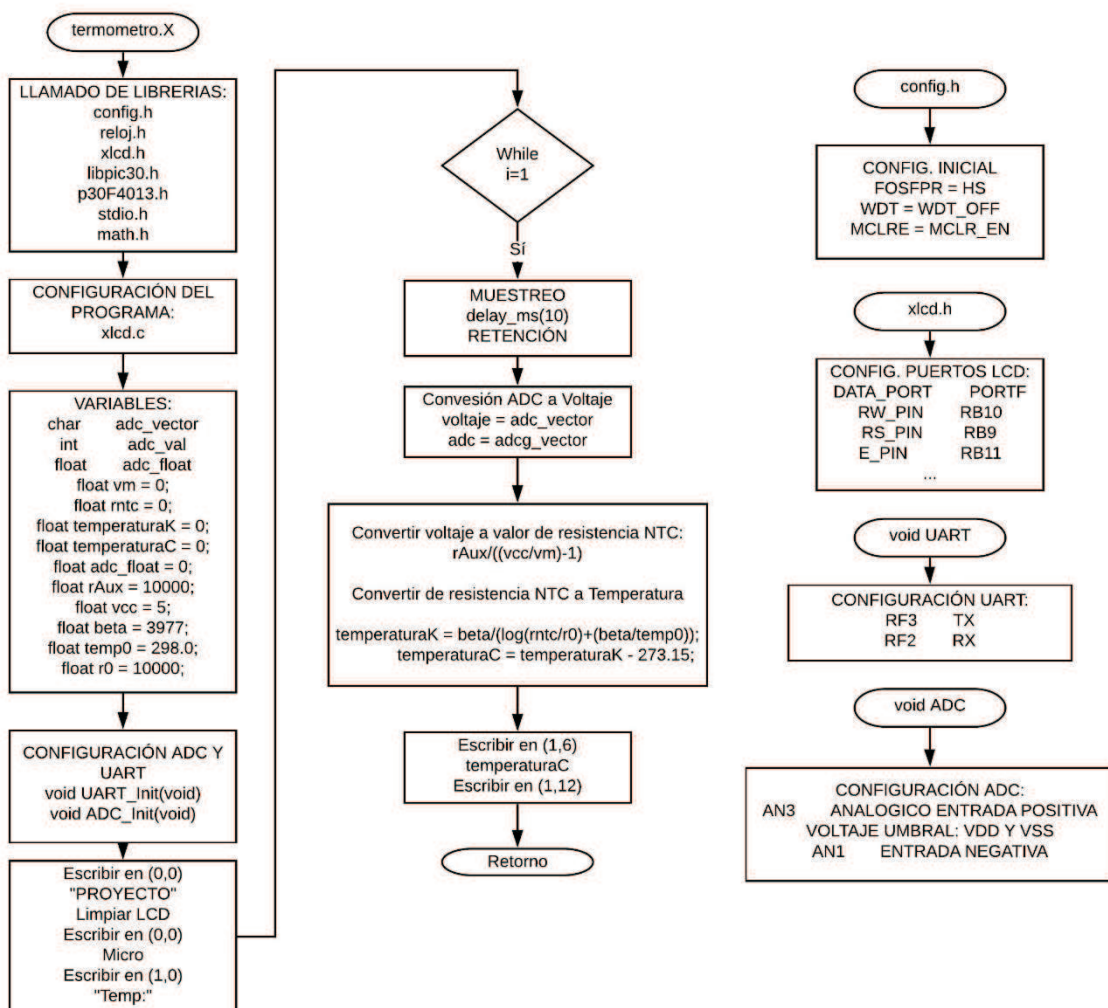 termometro.X
LLAMADO DE LIBRERIAS:
config.h
reloj.h
xlcd.h
libpic30.h
p30F4013.h
stdio.h
math.h
CONFIGURACIÓN DEL
PROGRAMA:
xlcd.c
VARIABLES:
char adc_vector
int adc_val
float adc_float
float vm = 0;
float rntc = 0;
float temperaturaK = 0;
float temperaturaC = 0;
float adc_float = 0;
float rAux = 10000;
float vcc = 5;
float beta = 3977;
float temp0 = 298.0;
float r0 = 10000;
CONFIGURACIÓN ADC Y
UART
void UART_Init(void)
void ADC_Init(void)
Escribir en (0,0)
"PROYECTO"
Limpiar LCD
Escribir en (0,0)
Micro
Escribir en (1,0)
"Temp:"
While
i=1
Sí
MUESTREO
delay_ms(10)
RETENCIÓN
Convesión ADC a Voltaje
voltaje = adc_vector
adc = adcg_vector
Convertir voltaje a valor de resistencia NTC:
rAux/((vcc/vm)-1)
Convertir de resistencia NTC a Temperatura
temperaturaK = beta/(log(rntc/r0)+(beta/temp0));
temperaturaC = temperaturaK - 273.15;
Escribir en (1,6)
temperaturaC
Escribir en (1,12)
Retorno
config.h
CONFIG. INICIAL
FOSFPR = HS
WDT = WDT_OFF
MCLRE = MCLR_EN
xlcd.h
CONFIG. PUERTOS LCD:
DATA_PORT PORTF
RW_PIN RB10
RS_PIN RB9
E_PIN RB11
...
void UART
CONFIGURACIÓN UART:
RF3 TX
RF2 RX
void ADC
CONFIGURACIÓN ADC:
AN3 ANALOGICO ENTRADA POSITIVA
VOLTAJE UMBRAL: VDD Y VSS
AN1 ENTRADA NEGATIVA